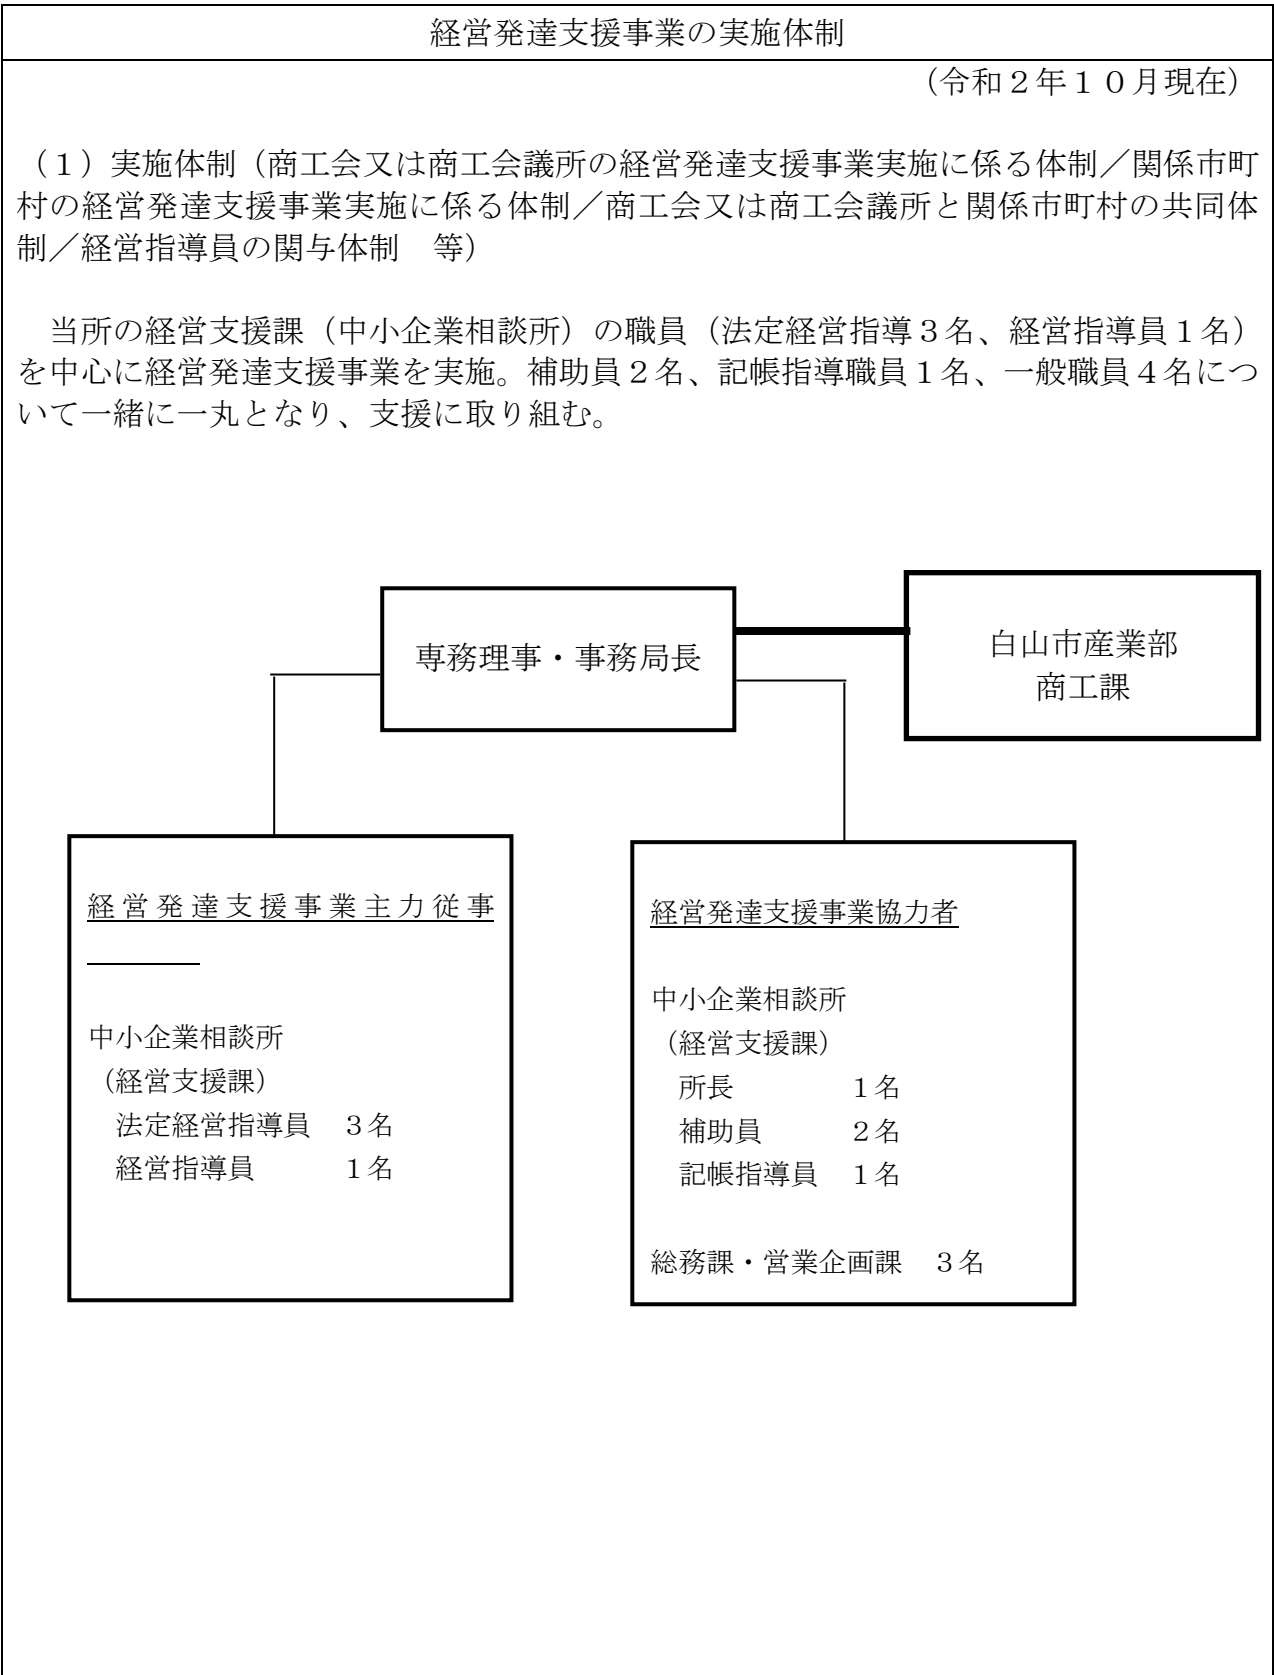 経営発達支援事業の実施体制
（令和２年１０月現在）
（１）実施体制（商工会又は商工会議所の経営発達支援事業実施に係る体制／関係市町
村の経営発達支援事業実施に係る体制／商工会又は商工会議所と関係市町村の共同体
制／経営指導員の関与体制　等）
当所の経営支援課（中小企業相談所）の職員（法定経営指導３名、経営指導員１名）
を中心に経営発達支援事業を実施。補助員２名、記帳指導職員１名、一般職員４名につ
いて一緒に一丸となり、支援に取り組む。
専務理事・事務局長
白山市産業部
商工課
経営発達支援事業主力従事
中小企業相談所
（経営支援課）
法定経営指導員　３名
経営指導員　　　１名
経営発達支援事業協力者
中小企業相談所
（経営支援課）
所長　　　　１名
補助員　　　２名
記帳指導員　１名
総務課・営業企画課　３名